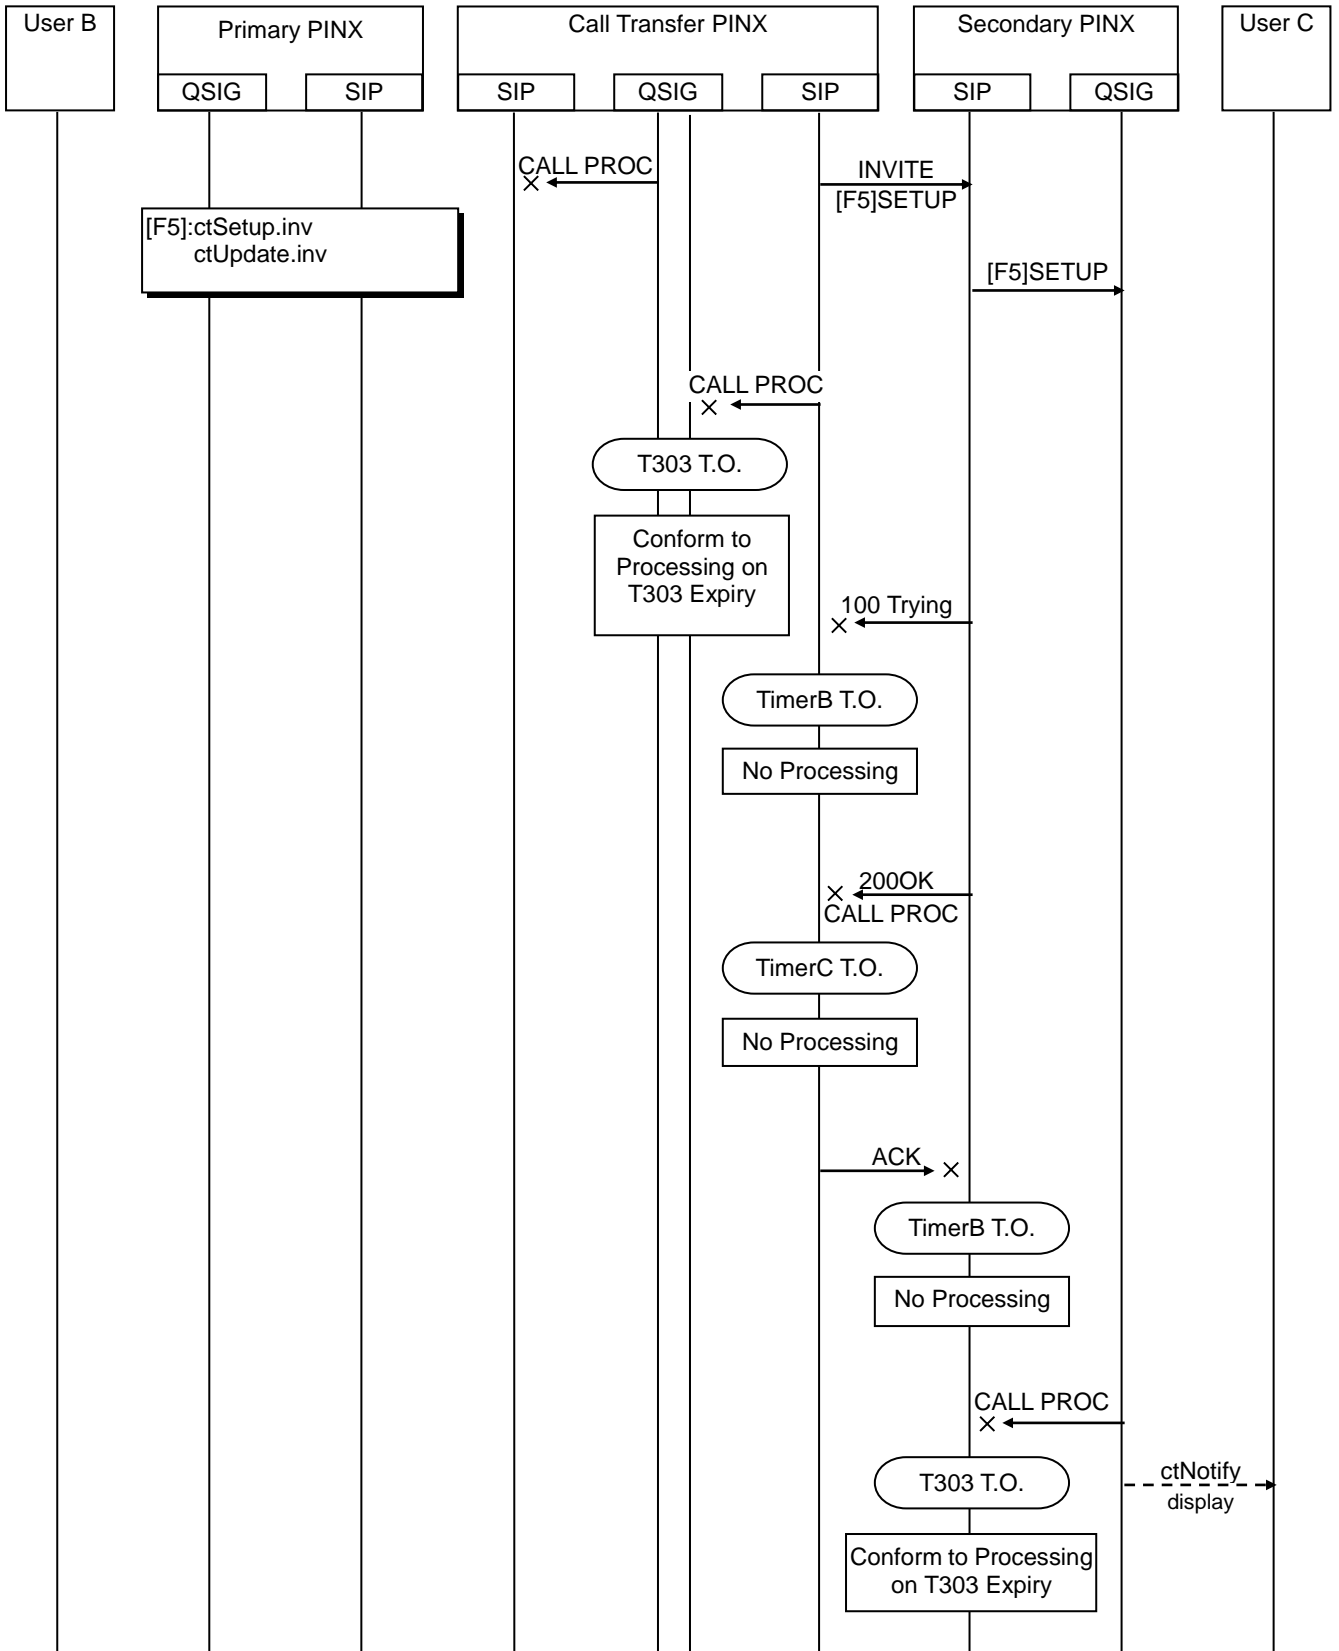 User B
Primary PINX
Call Transfer PINX
Secondary PINX
User C
QSIG
SIP
SIP
QSIG
SIP
SIP
QSIG
CALL PROC
INVITE
[F5]SETUP
[F5]:ctSetup.inv
ctUpdate.inv
[F5]SETUP
CALL PROC
T303 T.O.
Conform to
Processing on
T303 Expiry
100 Trying
TimerB T.O.
No Processing
200OK
CALL PROC
TimerC T.O.
No Processing
ACK
TimerB T.O.
No Processing
CALL PROC
T303 T.O.
ctNotify
display
Conform to Processing
on T303 Expiry